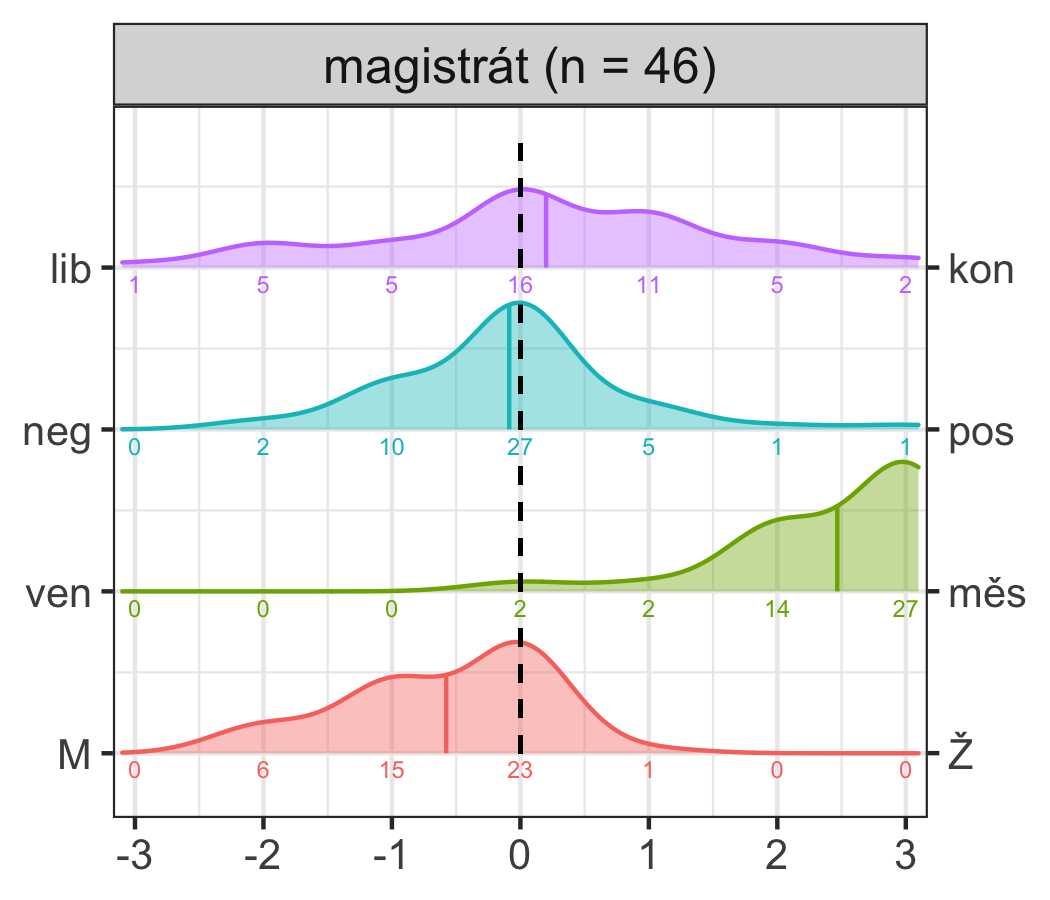 magistrát (n = 46)
lib kon
1 5 5 16 11 5 2
neg pos
0 2 10 27 5 1 1
ven měs
0 0 0 2 2 14 27
M Ž
0 6 15 23 1 0 0
-3 -2 -1 0 1 2 3